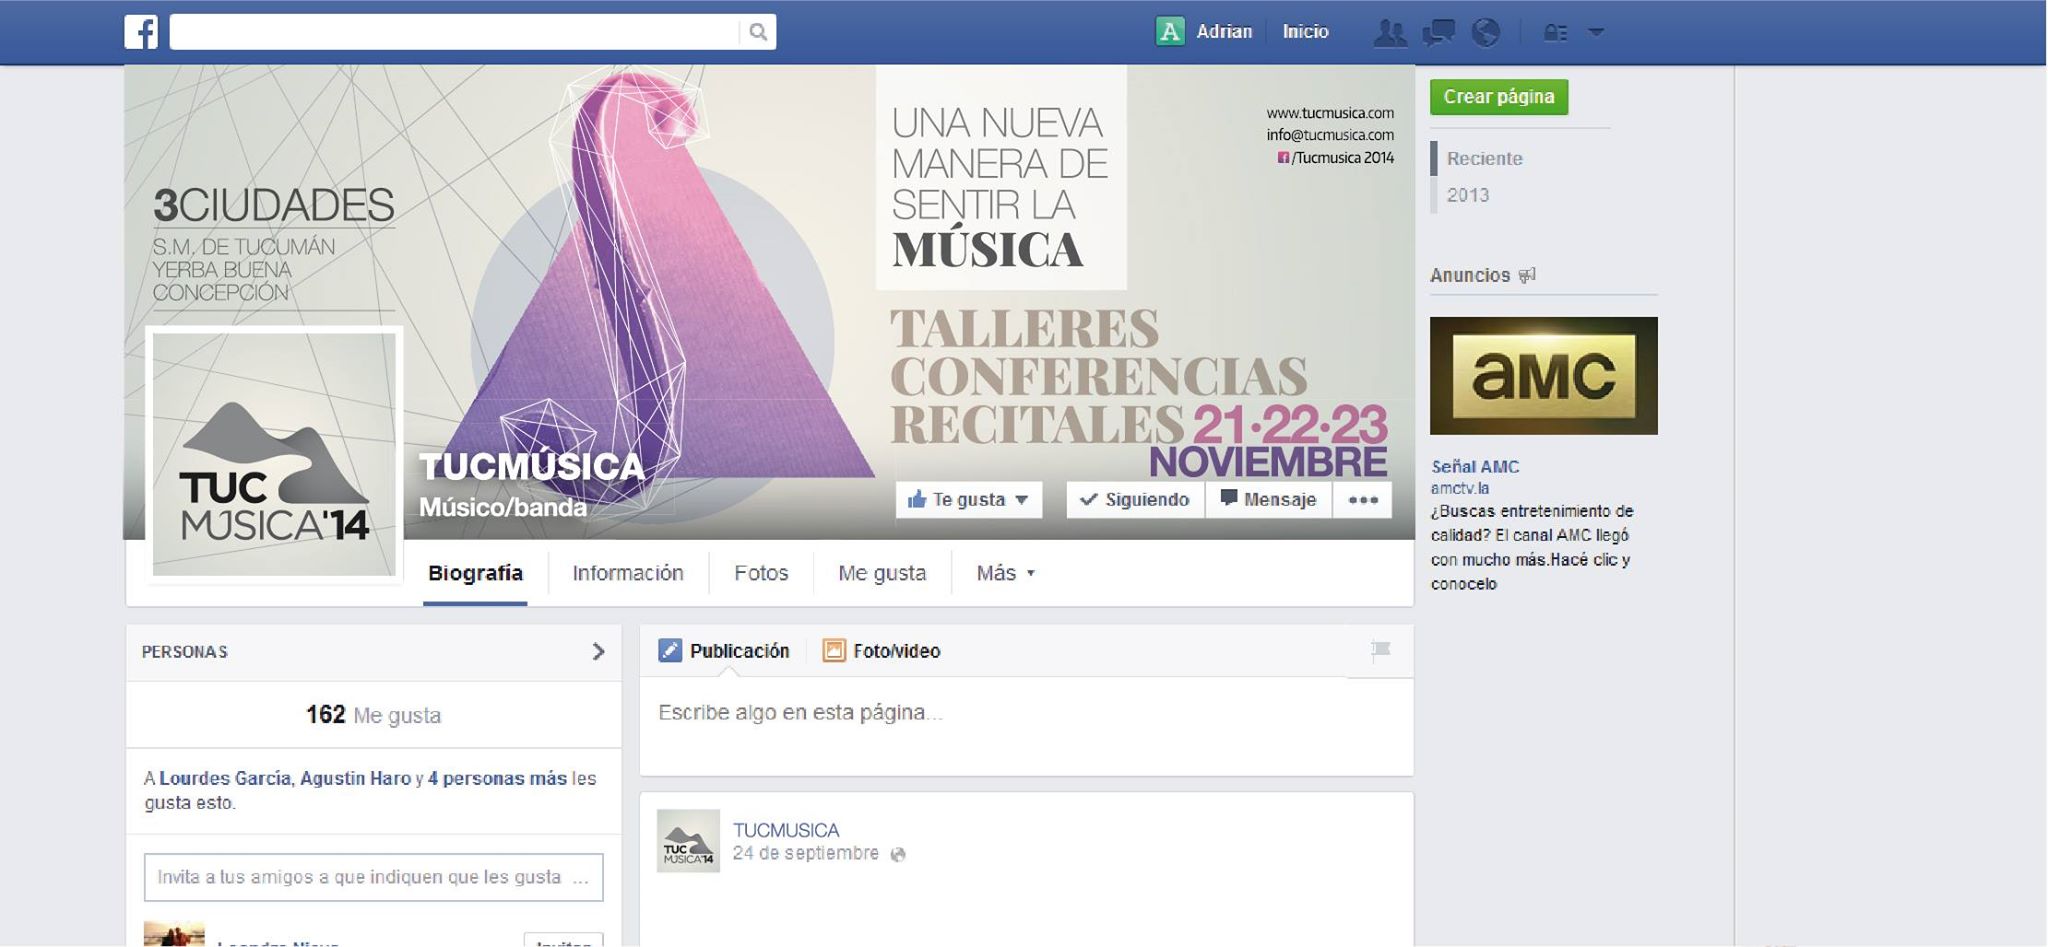 f
A Adrian Inicio
3CIUDADES
S.M. DE TUCUMÁN
YERBA BUENA
CONCEPCIÓN
UNA NUEVA
MANERA DE
SENTIR LA
MÚSICA
www.tucmusica.com
info@tucmusica.com
f/Tucmusica 2014
TALLERES
CONFERENCIAS
RECITALES 21·22·23
NOVIEMBRE
TUC
MÚSICA'14
TUCMÚSICA
Músico/banda
Te gusta
Siguiendo
Mensaje
Biografía
Información
Fotos
Me gusta
Más
Crear página
Reciente
2013
Anuncios
aMC
Señal AMC
amctv.la
¿Buscas entretenimiento de
calidad? El canal AMC llegó
con mucho más.Hacé clic y
conocelo
PERSONAS
162 Me gusta
A Lourdes García, Agustin Haro y 4 personas más les
gusta esto.
Invita a tus amigos a que indiquen que les gusta ...
Publicación
Foto/video
Escribe algo en esta página...
TUC
MÚSICA'14
TUCMUSICA
24 de septiembre